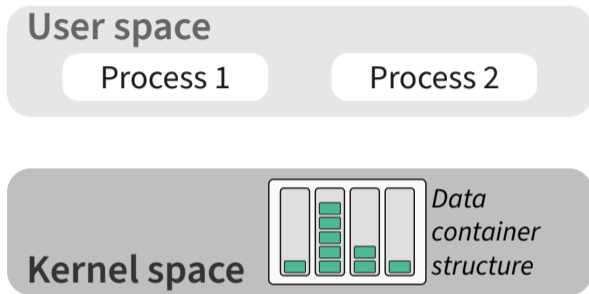 User space
Process 1
Process 2
Data
container
structure
Kernel space